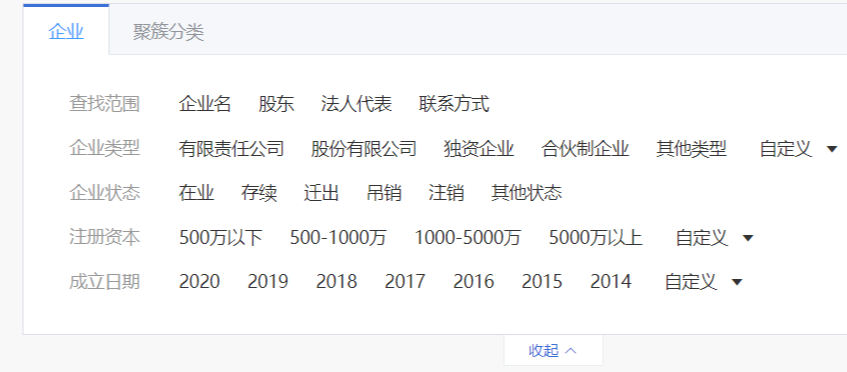 企业 聚簇分类
查找范围 企业名 股东 法人代表 联系方式
企业类型 有限责任公司 股份有限公司 独资企业 合伙制企业 其他类型 自定义
企业状态 在业 存续 迁出 吊销 注销 其他状态
注册资本 500万以下 500-1000万 1000-5000万 5000万以上 自定义
成立日期 2020 2019 2018 2017 2016 2015 2014 自定义
收起